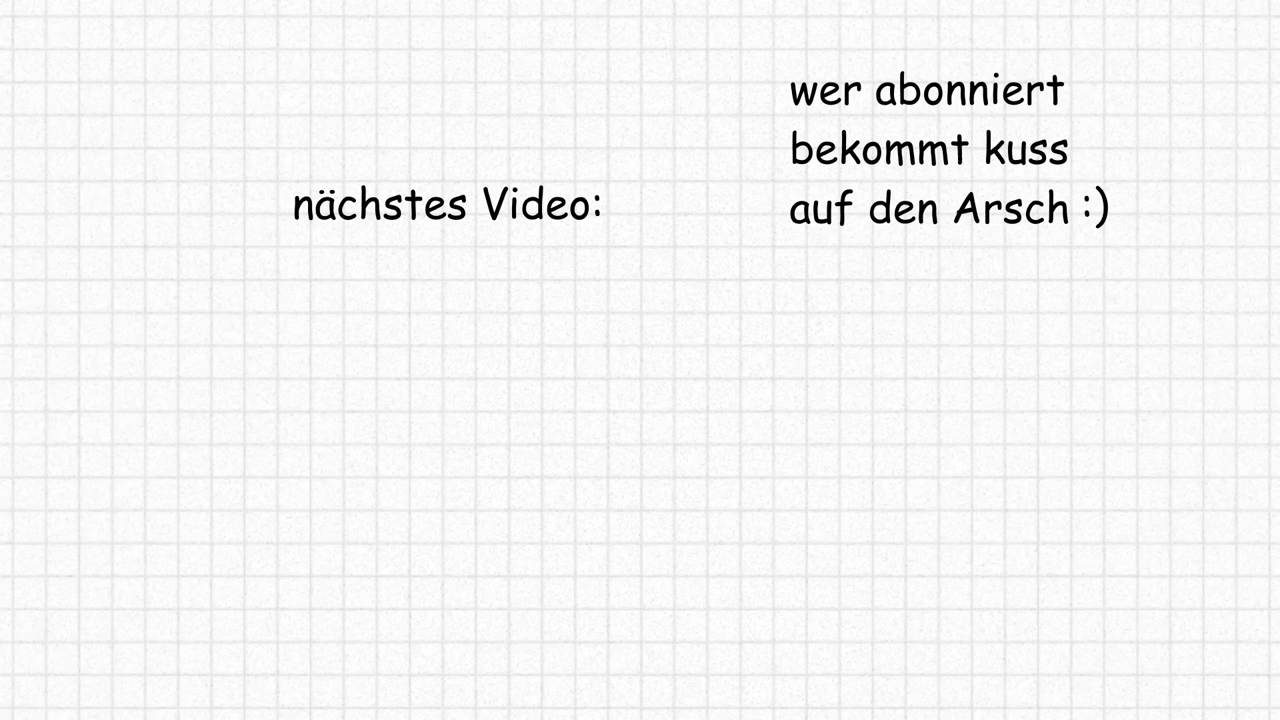 nächstes Video:
wer abonniert
bekommt kuss
auf den Arsch :)